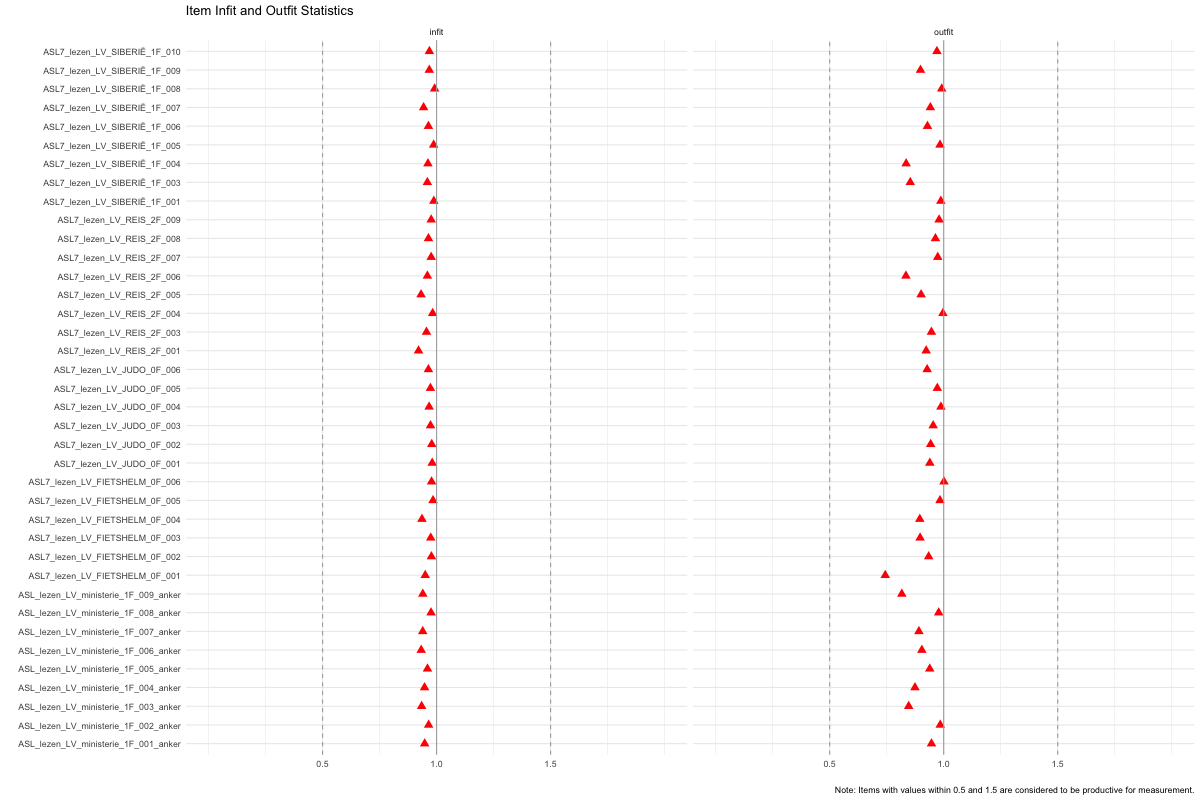 Item Infit and Outfit Statistics
infit
outfit
ASL7_lezen_LV_SIBERIË_1F_010
ASL7_lezen_LV_SIBERIË_1F_009
ASL7_lezen_LV_SIBERIË_1F_008
ASL7_lezen_LV_SIBERIË_1F_007
ASL7_lezen_LV_SIBERIË_1F_006
ASL7_lezen_LV_SIBERIË_1F_005
ASL7_lezen_LV_SIBERIË_1F_004
ASL7_lezen_LV_SIBERIË_1F_003
ASL7_lezen_LV_SIBERIË_1F_001
ASL7_lezen_LV_REIS_2F_009
ASL7_lezen_LV_REIS_2F_008
ASL7_lezen_LV_REIS_2F_007
ASL7_lezen_LV_REIS_2F_006
ASL7_lezen_LV_REIS_2F_005
ASL7_lezen_LV_REIS_2F_004
ASL7_lezen_LV_REIS_2F_003
ASL7_lezen_LV_REIS_2F_001
ASL7_lezen_LV_JUDO_0F_006
ASL7_lezen_LV_JUDO_0F_005
ASL7_lezen_LV_JUDO_0F_004
ASL7_lezen_LV_JUDO_0F_003
ASL7_lezen_LV_JUDO_0F_002
ASL7_lezen_LV_JUDO_0F_001
ASL7_lezen_LV_FIETSHELM_0F_006
ASL7_lezen_LV_FIETSHELM_0F_005
ASL7_lezen_LV_FIETSHELM_0F_004
ASL7_lezen_LV_FIETSHELM_0F_003
ASL7_lezen_LV_FIETSHELM_0F_002
ASL7_lezen_LV_FIETSHELM_0F_001
ASL_lezen_LV_ministerie_1F_009_anker
ASL_lezen_LV_ministerie_1F_008_anker
ASL_lezen_LV_ministerie_1F_007_anker
ASL_lezen_LV_ministerie_1F_006_anker
ASL_lezen_LV_ministerie_1F_005_anker
ASL_lezen_LV_ministerie_1F_004_anker
ASL_lezen_LV_ministerie_1F_003_anker
ASL_lezen_LV_ministerie_1F_002_anker
ASL_lezen_LV_ministerie_1F_001_anker
0.5 1.0 1.5 0.5 1.0 1.5
Note: Items with values within 0.5 and 1.5 are considered to be productive for measurement.